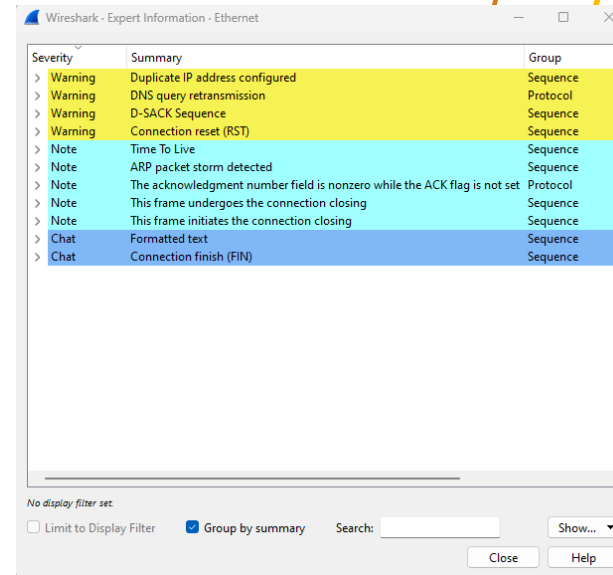 Wireshark · Expert Information · Ethernet
Severity Summary Group
Warning Duplicate IP address configured Sequence
Warning DNS query retransmission Protocol
Warning D-SACK Sequence Sequence
Warning Connection reset (RST) Sequence
Note Time To Live Sequence
Note ARP packet storm detected Sequence
Note The acknowledgment number field is nonzero while the ACK flag is not set Protocol
Note This frame undergoes the connection closing Sequence
Note This frame initiates the connection closing Sequence
Chat Formatted text Sequence
Chat Connection finish (FIN) Sequence
No display filter set.
Limit to Display Filter Group by summary Search: Show...
Close Help